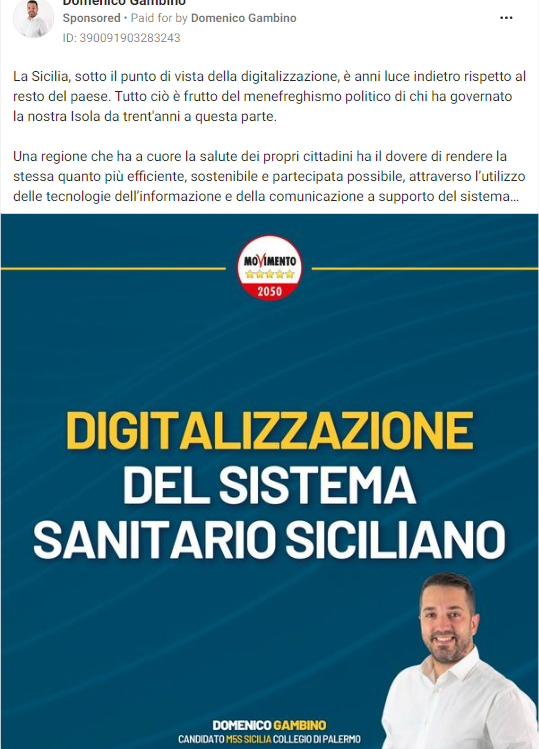 Domenico Gambino
Sponsored • Paid for by Domenico Gambino
ID: 390091903283243
La Sicilia, sotto il punto di vista della digitalizzazione, è anni luce indietro rispetto al
resto del paese. Tutto ciò è frutto del menefreghismo politico di chi ha governato
la nostra Isola da trent'anni a questa parte.
Una regione che ha a cuore la salute dei propri cittadini ha il dovere di rendere la
stessa quanto più efficiente, sostenibile e partecipata possibile, attraverso l’utilizzo
delle tecnologie dell’informazione e della comunicazione a supporto del sistema...
MOVIMENTO
2050
DIGITALIZZAZIONE
DEL SISTEMA
SANITARIO SICILIANO
DOMENICO GAMBINO
CANDIDATO M5S SICILIA COLLEGIO DI PALERMO